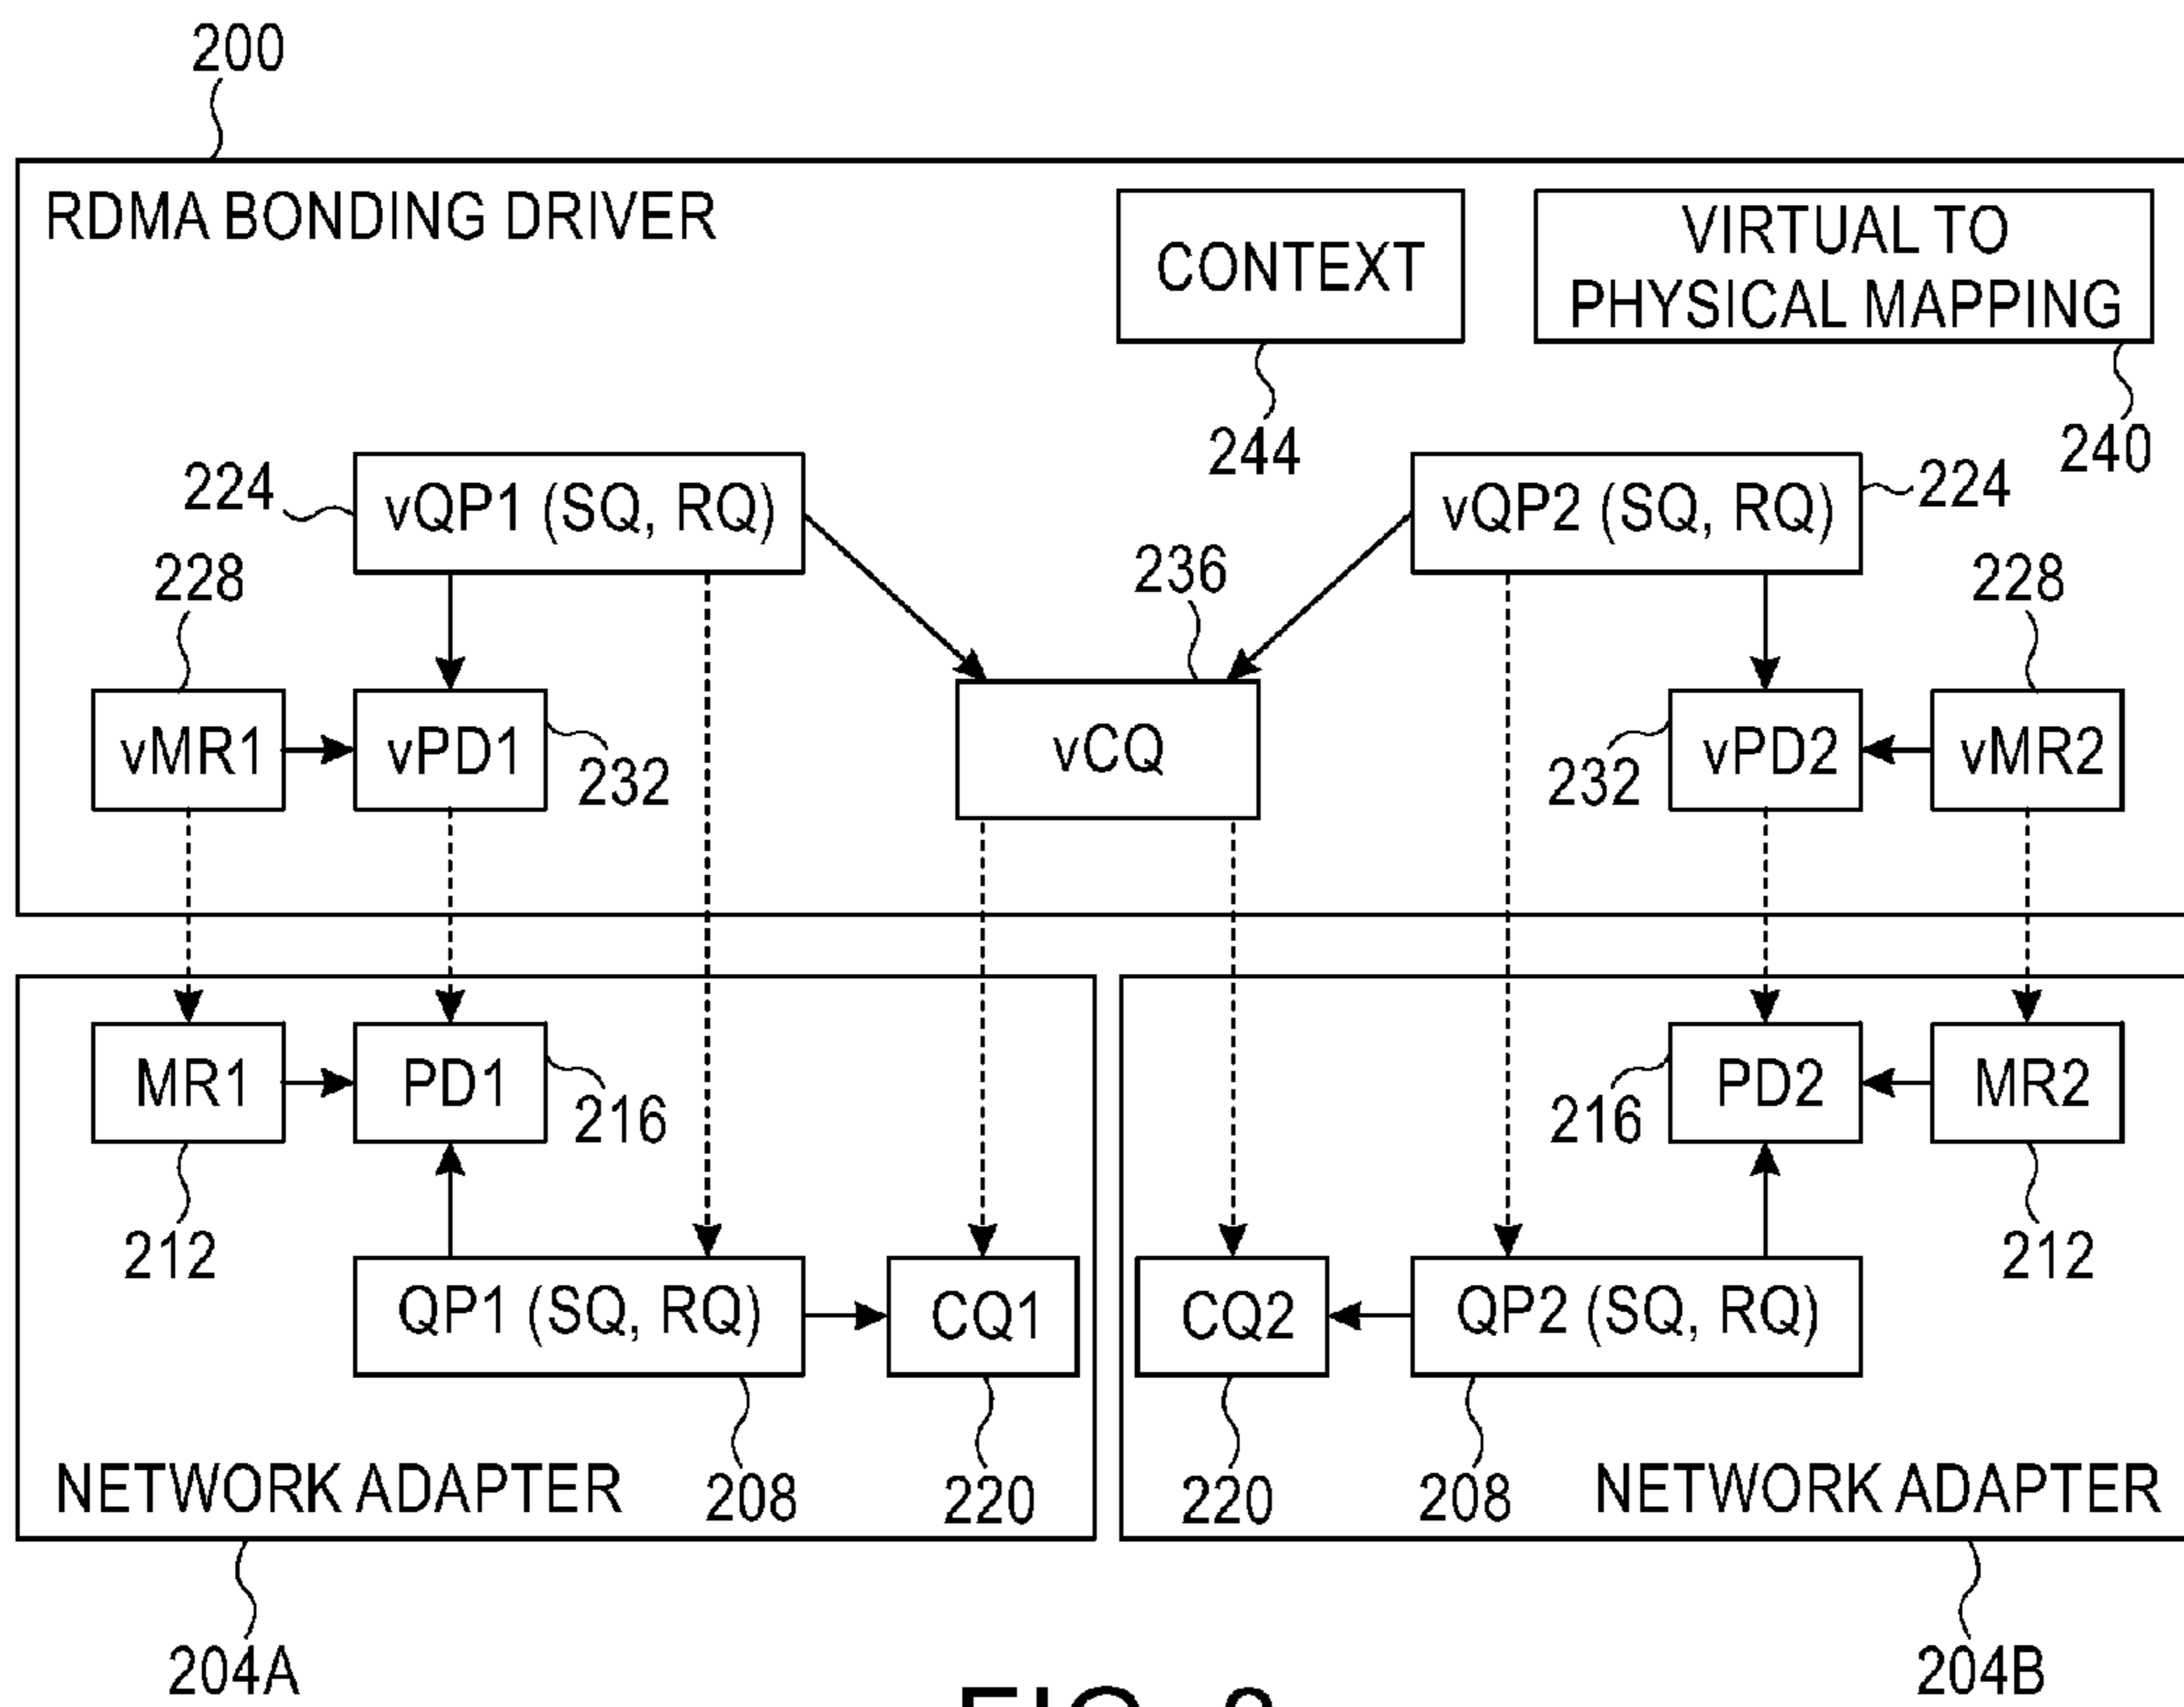 200
RDMA BONDING DRIVER
CONTEXT
VIRTUAL TO
PHYSICAL MAPPING
244
240
224
vQP1 (SQ, RQ)
vQP2 (SQ, RQ)
224
228
236
228
vMR1
vPD1
232
vCQ
232
vPD2
vMR2
MR1
PD1
216
216
PD2
MR2
212
212
QP1 (SQ, RQ)
CQ1
CQ2
QP2 (SQ, RQ)
NETWORK ADAPTER
208
220
220
208
NETWORK ADAPTER
204A
204B